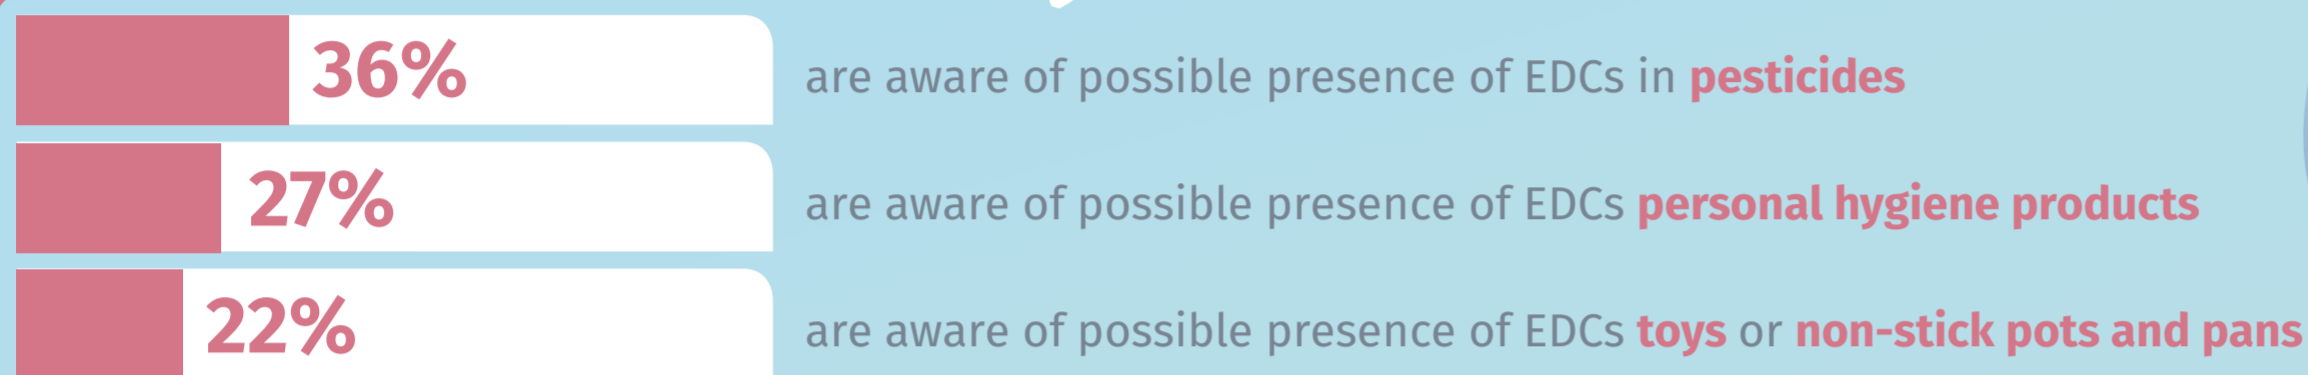 36% are aware of possible presence of EDCs in pesticides
27% are aware of possible presence of EDCs personal hygiene products
22% are aware of possible presence of EDCs toys or non-stick pots and pans